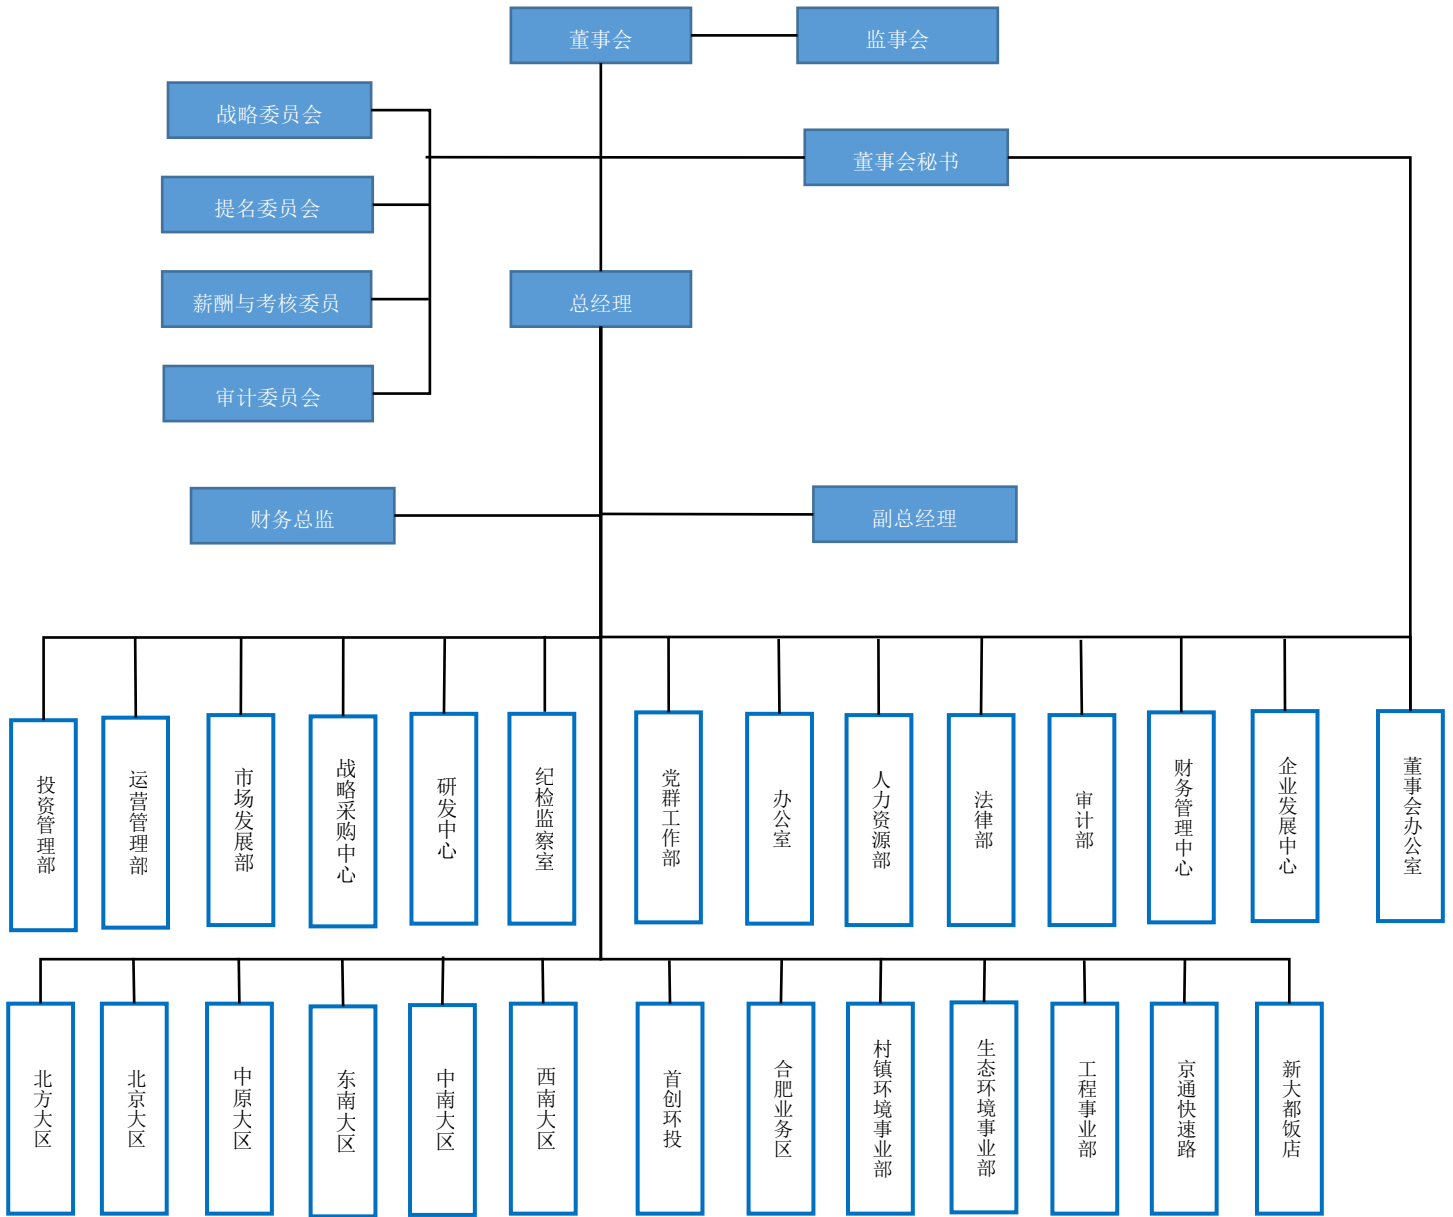 董事会
监事会
战略委员会
董事会秘书
提名委员会
薪酬与考核委员
总经理
审计委员会
财务总监
副总经理
投资管理部
运营管理部
市场发展部
战略采购中心
研发中心
纪检监察室
党群工作部
办公室
人力资源部
法律部
审计部
财务管理中心
企业发展中心
董事会办公室
北方大区
北京大区
中原大区
东南大区
中南大区
西南大区
首创环投
合肥业务区
村镇环境事业部
生态环境事业部
工程事业部
京通快速路
新大都饭店